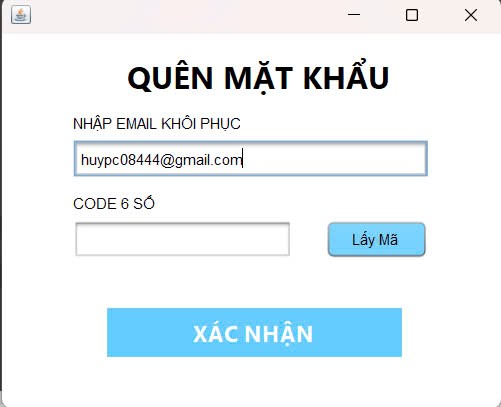 QUÊN MẬT KHẨU
NHẬP EMAIL KHÔI PHỤC
huypc08444@gmail.com
CODE 6 SỐ
Lấy Mã
XÁC NHẬN